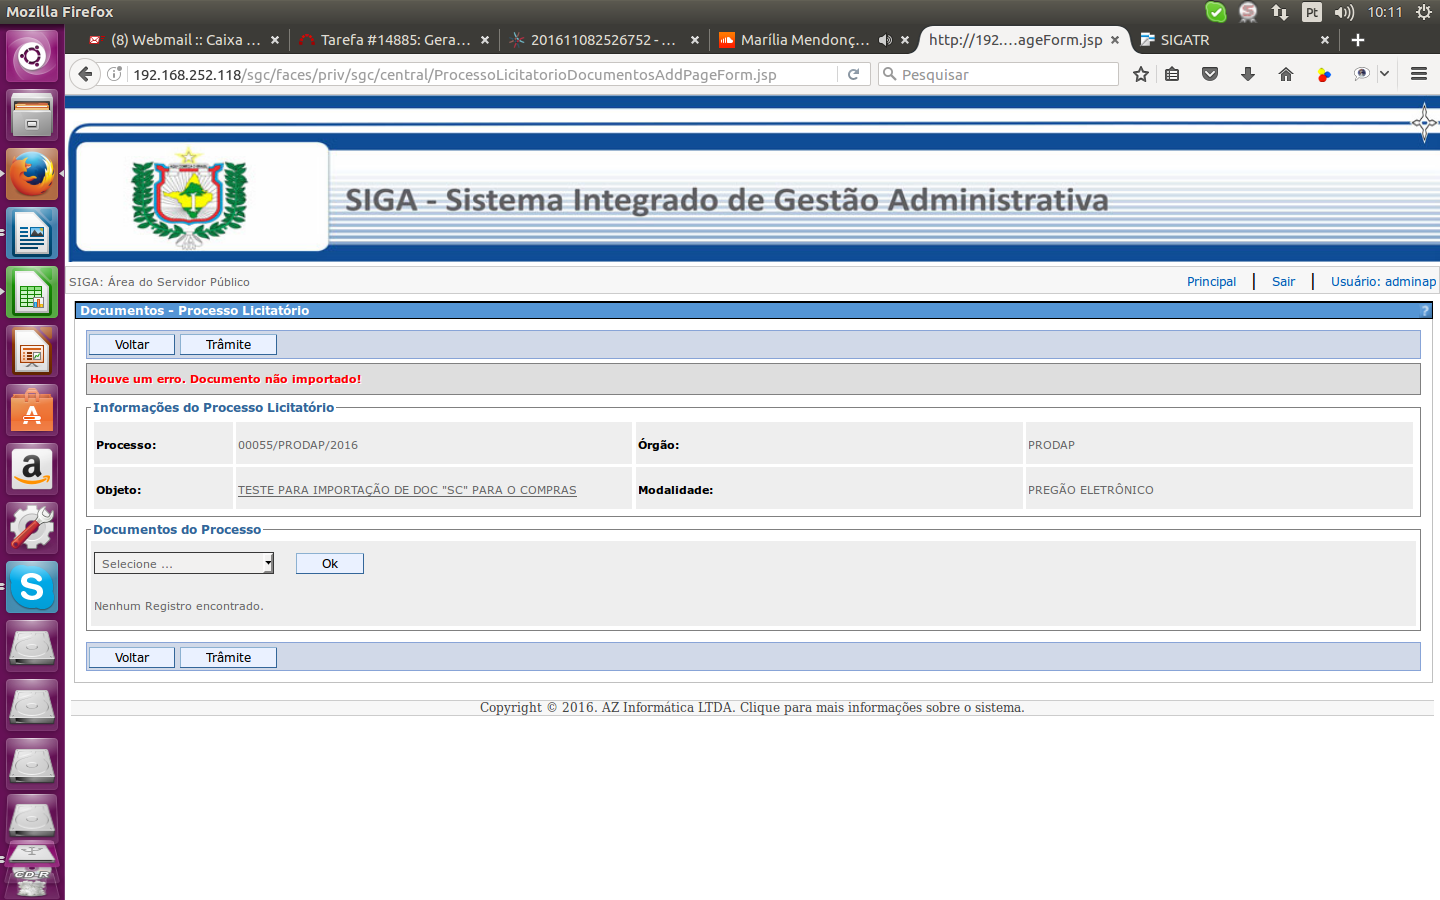 Mozilla Firefox
Pt
10:11
(8) Webmail :: Caixa ...
Tarefa #14885: Gera...
201611082526752 - ...
Marília Mendonç...
http://192....ageForm.jsp
SIGATR
192.168.252.118/sgc/faces/priv/sgc/central/ProcessoLicitatorioDocumentosAddPageForm.jsp
Pesquisar
SIGA - Sistema Integrado de Gestão Administrativa
SIGA: Área do Servidor Público
Principal
Sair
Usuário: adminap
Documentos - Processo Licitatório
?
Voltar
Trâmite
Houve um erro. Documento não importado!
Informações do Processo Licitatório
Processo:
00055/PRODAP/2016
Órgão:
PRODAP
Objeto:
TESTE PARA IMPORTAÇÃO DE DOC "SC" PARA O COMPRAS
Modalidade:
PREGÃO ELETRÔNICO
Documentos do Processo
Selecione ...
Ok
Nenhum Registro encontrado.
Voltar
Trâmite
Copyright © 2016. AZ Informática LTDA. Clique para mais informações sobre o sistema.
CD-R